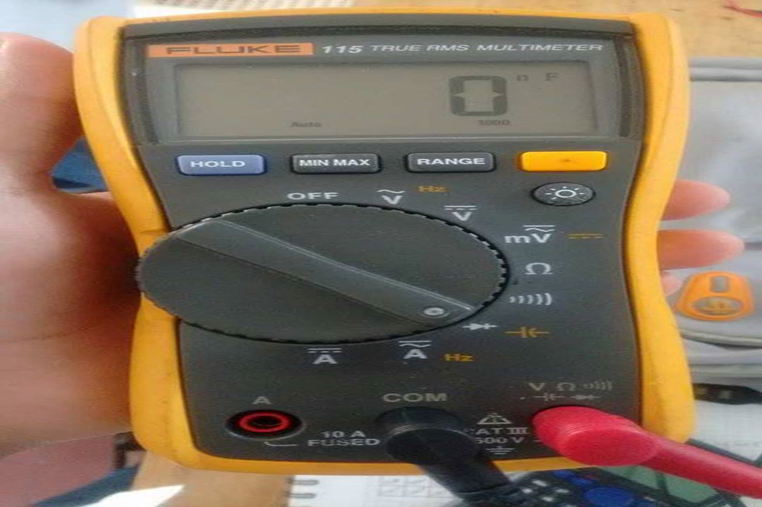 FLUKE 115 TRUE RMS MULTIMETER
0 n F
Auto 1000
HOLD MIN MAX RANGE
OFF Ṽ Hz
V
mV
Ω
A A Hz
A COM V Ω
10 A
FUSED
CAT III
600 V